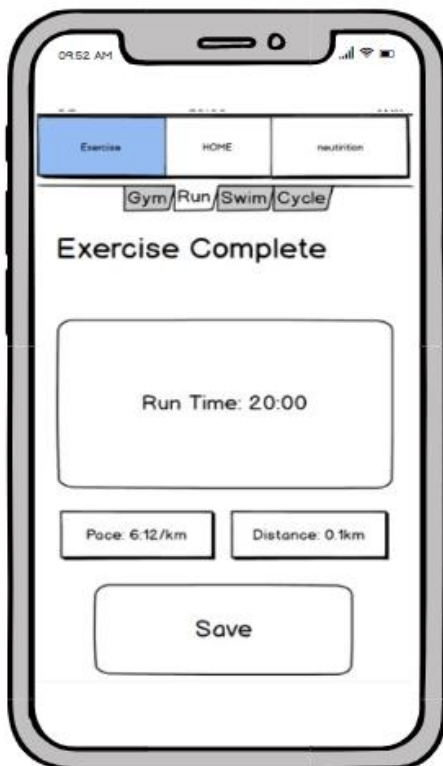 09:52 AM
Exercise HOME neutirition
Gym Run Swim Cycle
Exercise Complete
Run Time: 20:00
Pace: 6:12/km Distance: 0.1km
Save